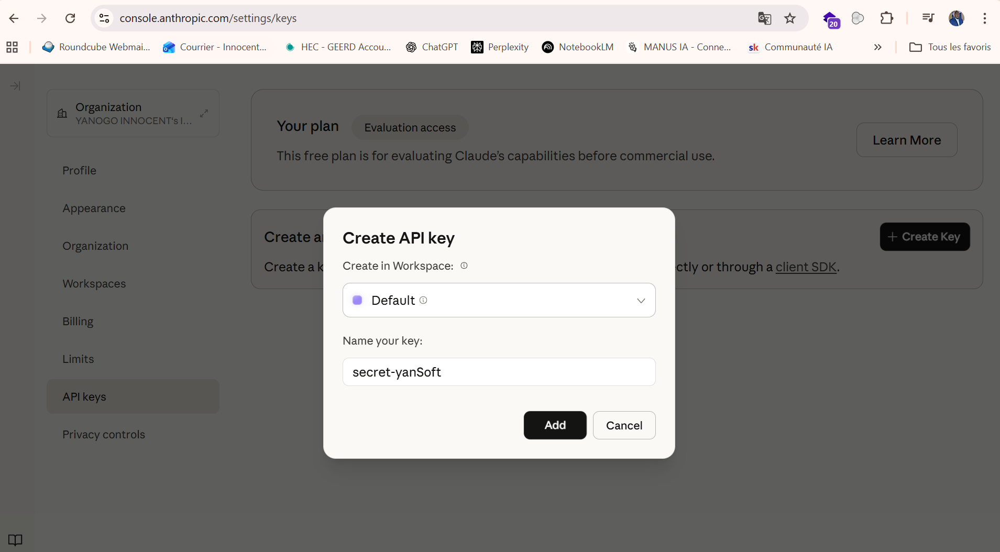 console.anthropic.com/settings/keys
20
Roundcube Webmai...
Courrier - Innocent...
HEC - GEERD Accou...
ChatGPT
Perplexity
NotebookLM
MANUS IA - Conne...
sk Communauté IA
Tous les favoris
Organization
YANOGO INNOCENT's I...
Profile
Appearance
Organization
Workspaces
Billing
Limits
API keys
Privacy controls
Your plan
Evaluation access
This free plan is for evaluating Claude's capabilities before commercial use.
Learn More
Create a
+ Create Key
Create a k
ctly or through a client SDK.
Create API key
Create in Workspace:
Default
Name your key:
secret-yanSoft
Add
Cancel